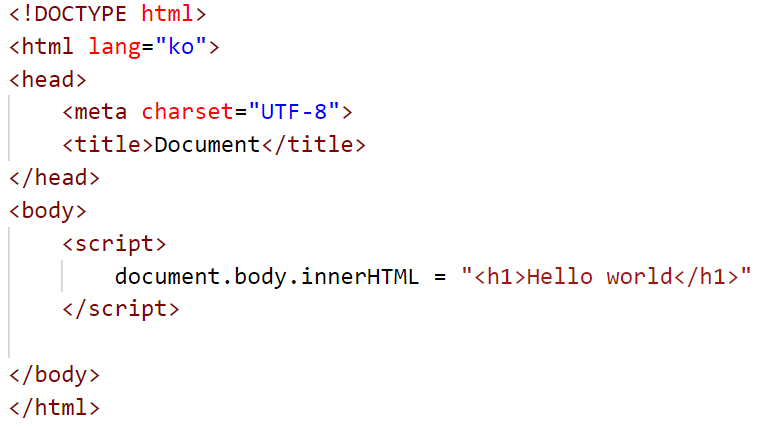 <!DOCTYPE html>
<html lang="ko">
<head>
    <meta charset="UTF-8">
    <title>Document</title>
</head>
<body>
    <script>
        document.body.innerHTML = "<h1>Hello world</h1>"
    </script>
</body>
</html>